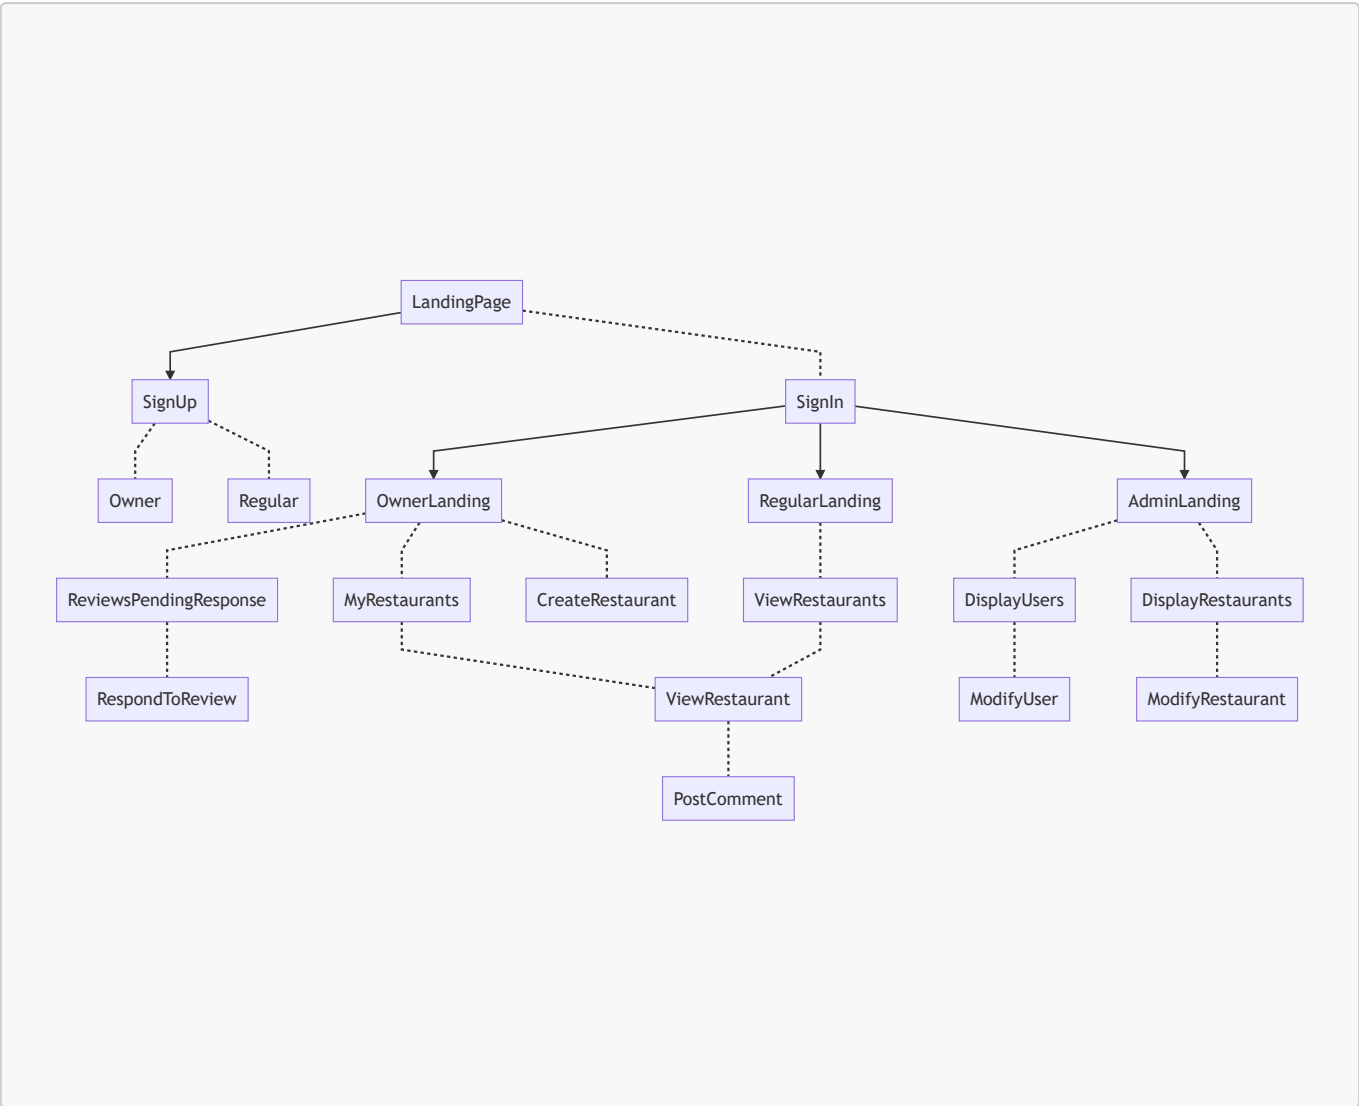 LandingPage
SignUp
SignIn
Owner
Regular
OwnerLanding
RegularLanding
AdminLanding
ReviewsPendingResponse
MyRestaurants
CreateRestaurant
ViewRestaurants
DisplayUsers
DisplayRestaurants
RespondToReview
ViewRestaurant
ModifyUser
ModifyRestaurant
PostComment